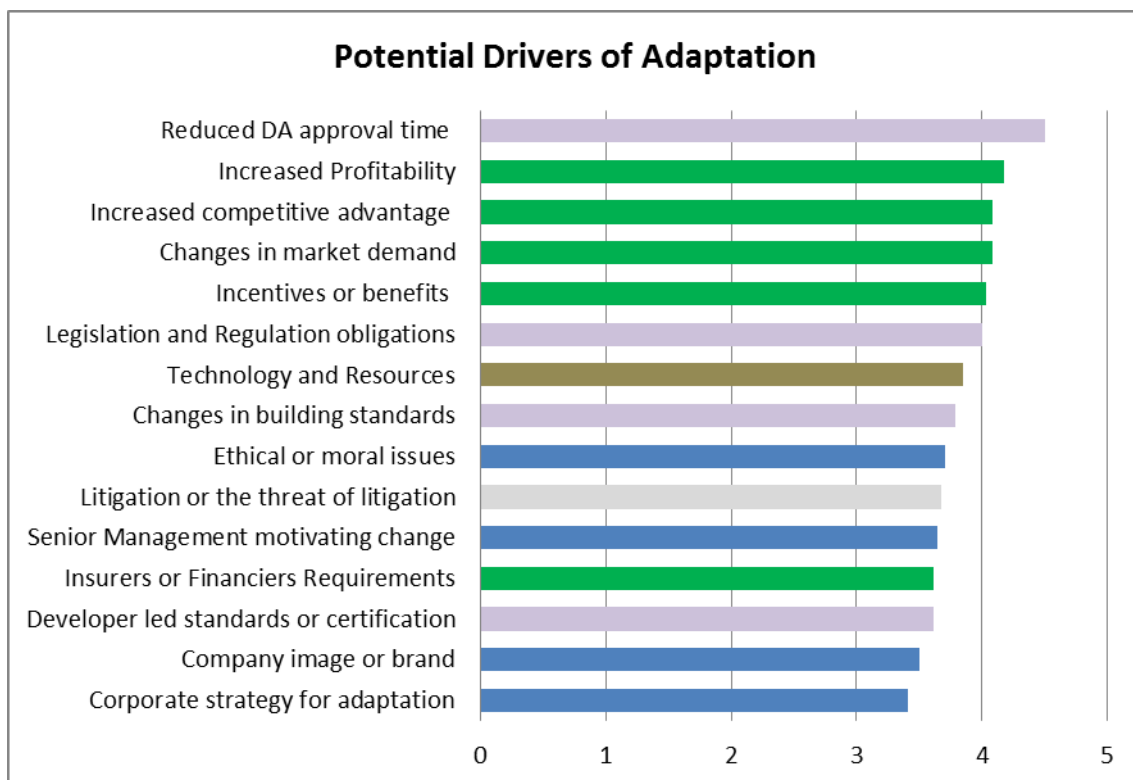 Potential Drivers of Adaptation
Reduced DA approval time
Increased Profitability
Increased competitive advantage
Changes in market demand
Incentives or benefits
Legislation and Regulation obligations
Technology and Resources
Changes in building standards
Ethical or moral issues
Litigation or the threat of litigation
Senior Management motivating change
Insurers or Financiers Requirements
Developer led standards or certification
Company image or brand
Corporate strategy for adaptation
0 1 2 3 4 5